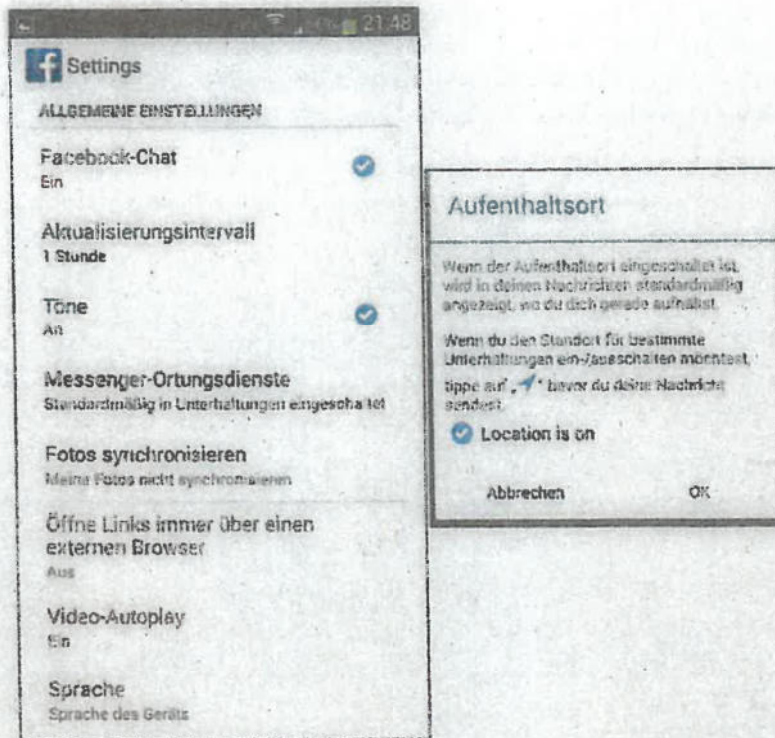 21:48
Settings
ALLGEMEINE EINSTELLUNGEN
Facebook-Chat
Ein
Aktualisierungsintervall
1 Stunde
Töne
An
Messenger-Ortungsdienste
Standardmäßig in Unterhaltungen eingeschaltet
Fotos synchronisieren
Meine Fotos nicht synchronisieren
Öffne Links immer über einen
externen Browser
Aus
Video-Autoplay
Ein
Sprache
Sprache des Geräts
Aufenthaltsort
Wenn der Aufenthaltsort eingeschaltet ist,
wird in deinen Nachrichten standardmäßig
angezeigt, wo du dich gerade aufhältst.
Wenn du den Standort für bestimmte
Unterhaltungen ein-/ausschalten möchtest,
tippe auf „ “ bevor du deine Nachricht
sendest.
Location is on
Abbrechen OK